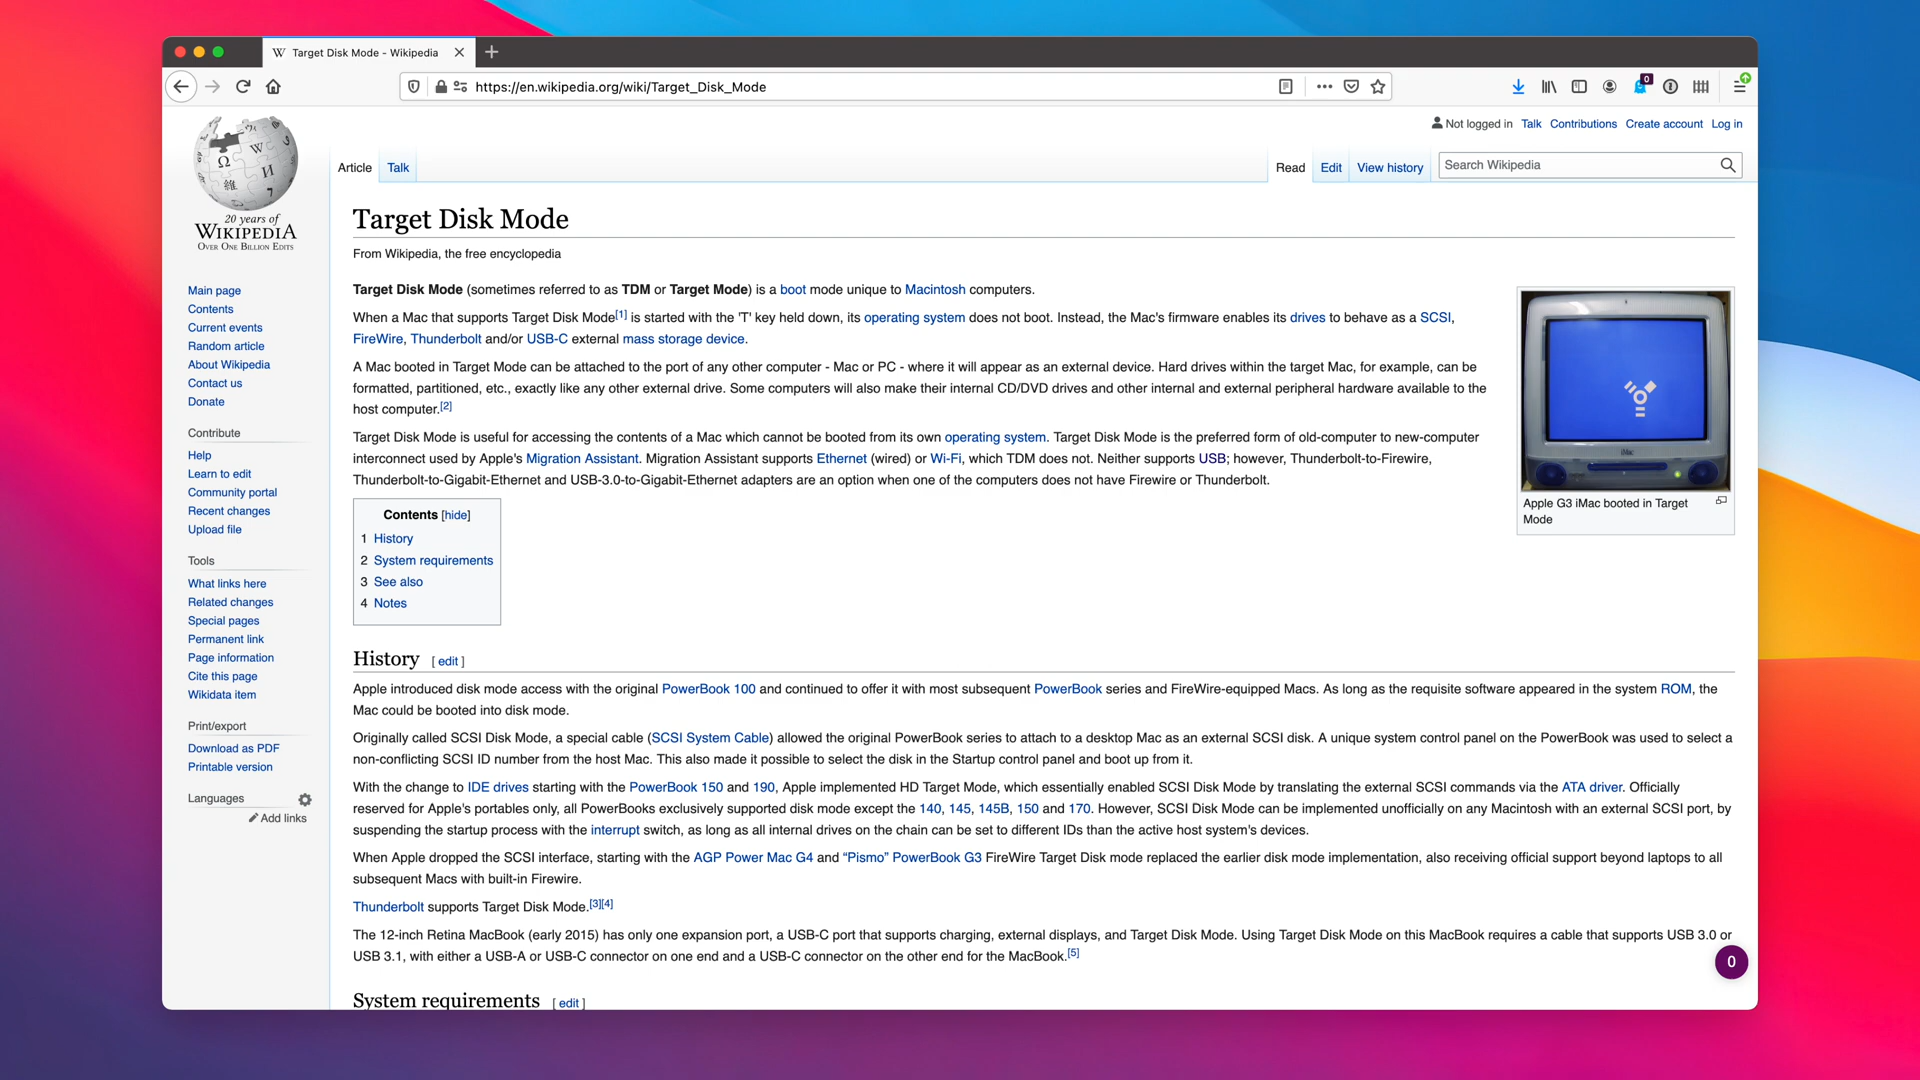 Target Disk Mode - Wikipedia
https://en.wikipedia.org/wiki/Target_Disk_Mode
0
Not logged in Talk Contributions Create account Log in
Article Talk Read Edit View history Search Wikipedia
20 years of
WIKIPEDIA
OVER ONE BILLION EDITS
Main page
Contents
Current events
Random article
About Wikipedia
Contact us
Donate
Contribute
Help
Learn to edit
Community portal
Recent changes
Upload file
Tools
What links here
Related changes
Special pages
Permanent link
Page information
Cite this page
Wikidata item
Print/export
Download as PDF
Printable version
Languages
Add links
Target Disk Mode
From Wikipedia, the free encyclopedia
Target Disk Mode (sometimes referred to as TDM or Target Mode) is a boot mode unique to Macintosh computers.
When a Mac that supports Target Disk Mode[1] is started with the 'T' key held down, its operating system does not boot. Instead, the Mac's firmware enables its drives to behave as a SCSI,
FireWire, Thunderbolt and/or USB-C external mass storage device.
A Mac booted in Target Mode can be attached to the port of any other computer - Mac or PC - where it will appear as an external device. Hard drives within the target Mac, for example, can be
formatted, partitioned, etc., exactly like any other external drive. Some computers will also make their internal CD/DVD drives and other internal and external peripheral hardware available to the
host computer.[2]
Target Disk Mode is useful for accessing the contents of a Mac which cannot be booted from its own operating system. Target Disk Mode is the preferred form of old-computer to new-computer
interconnect used by Apple's Migration Assistant. Migration Assistant supports Ethernet (wired) or Wi-Fi, which TDM does not. Neither supports USB; however, Thunderbolt-to-Firewire,
Thunderbolt-to-Gigabit-Ethernet and USB-3.0-to-Gigabit-Ethernet adapters are an option when one of the computers does not have Firewire or Thunderbolt.
iMac
Apple G3 iMac booted in Target
Mode
Contents [hide]
1 History
2 System requirements
3 See also
4 Notes
History [ edit ]
Apple introduced disk mode access with the original PowerBook 100 and continued to offer it with most subsequent PowerBook series and FireWire-equipped Macs. As long as the requisite software appeared in the system ROM, the
Mac could be booted into disk mode.
Originally called SCSI Disk Mode, a special cable (SCSI System Cable) allowed the original PowerBook series to attach to a desktop Mac as an external SCSI disk. A unique system control panel on the PowerBook was used to select a
non-conflicting SCSI ID number from the host Mac. This also made it possible to select the disk in the Startup control panel and boot up from it.
With the change to IDE drives starting with the PowerBook 150 and 190, Apple implemented HD Target Mode, which essentially enabled SCSI Disk Mode by translating the external SCSI commands via the ATA driver. Officially
reserved for Apple's portables only, all PowerBooks exclusively supported disk mode except the 140, 145, 145B, 150 and 170. However, SCSI Disk Mode can be implemented unofficially on any Macintosh with an external SCSI port, by
suspending the startup process with the interrupt switch, as long as all internal drives on the chain can be set to different IDs than the active host system's devices.
When Apple dropped the SCSI interface, starting with the AGP Power Mac G4 and “Pismo” PowerBook G3 FireWire Target Disk mode replaced the earlier disk mode implementation, also receiving official support beyond laptops to all
subsequent Macs with built-in Firewire.
Thunderbolt supports Target Disk Mode.[3][4]
The 12-inch Retina MacBook (early 2015) has only one expansion port, a USB-C port that supports charging, external displays, and Target Disk Mode. Using Target Disk Mode on this MacBook requires a cable that supports USB 3.0 or
USB 3.1, with either a USB-A or USB-C connector on one end and a USB-C connector on the other end for the MacBook.[5]
0
System requirements [ edit ]